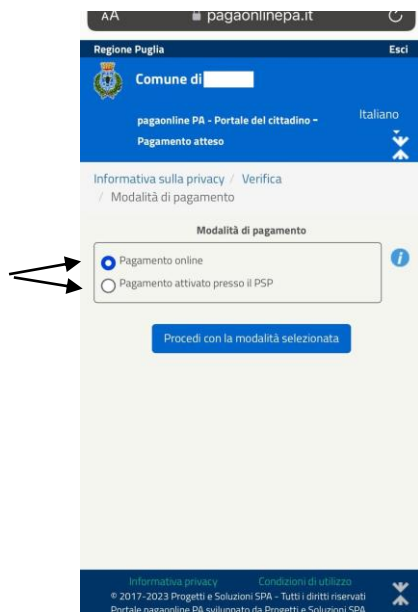 AA pagaonlinepa.it
Regione Puglia Esci
Comune di
pagaonline PA - Portale del cittadino -
Pagamento atteso
Italiano
Informativa sulla privacy / Verifica
/ Modalità di pagamento
Modalità di pagamento
Pagamento online
Pagamento attivato presso il PSP
Procedi con la modalità selezionata
Informativa privacy Condizioni di utilizzo
© 2017-2023 Progetti e Soluzioni SPA - Tutti i diritti riservati
Portale pagaonline PA sviluppato da Progetti e Soluzioni SPA